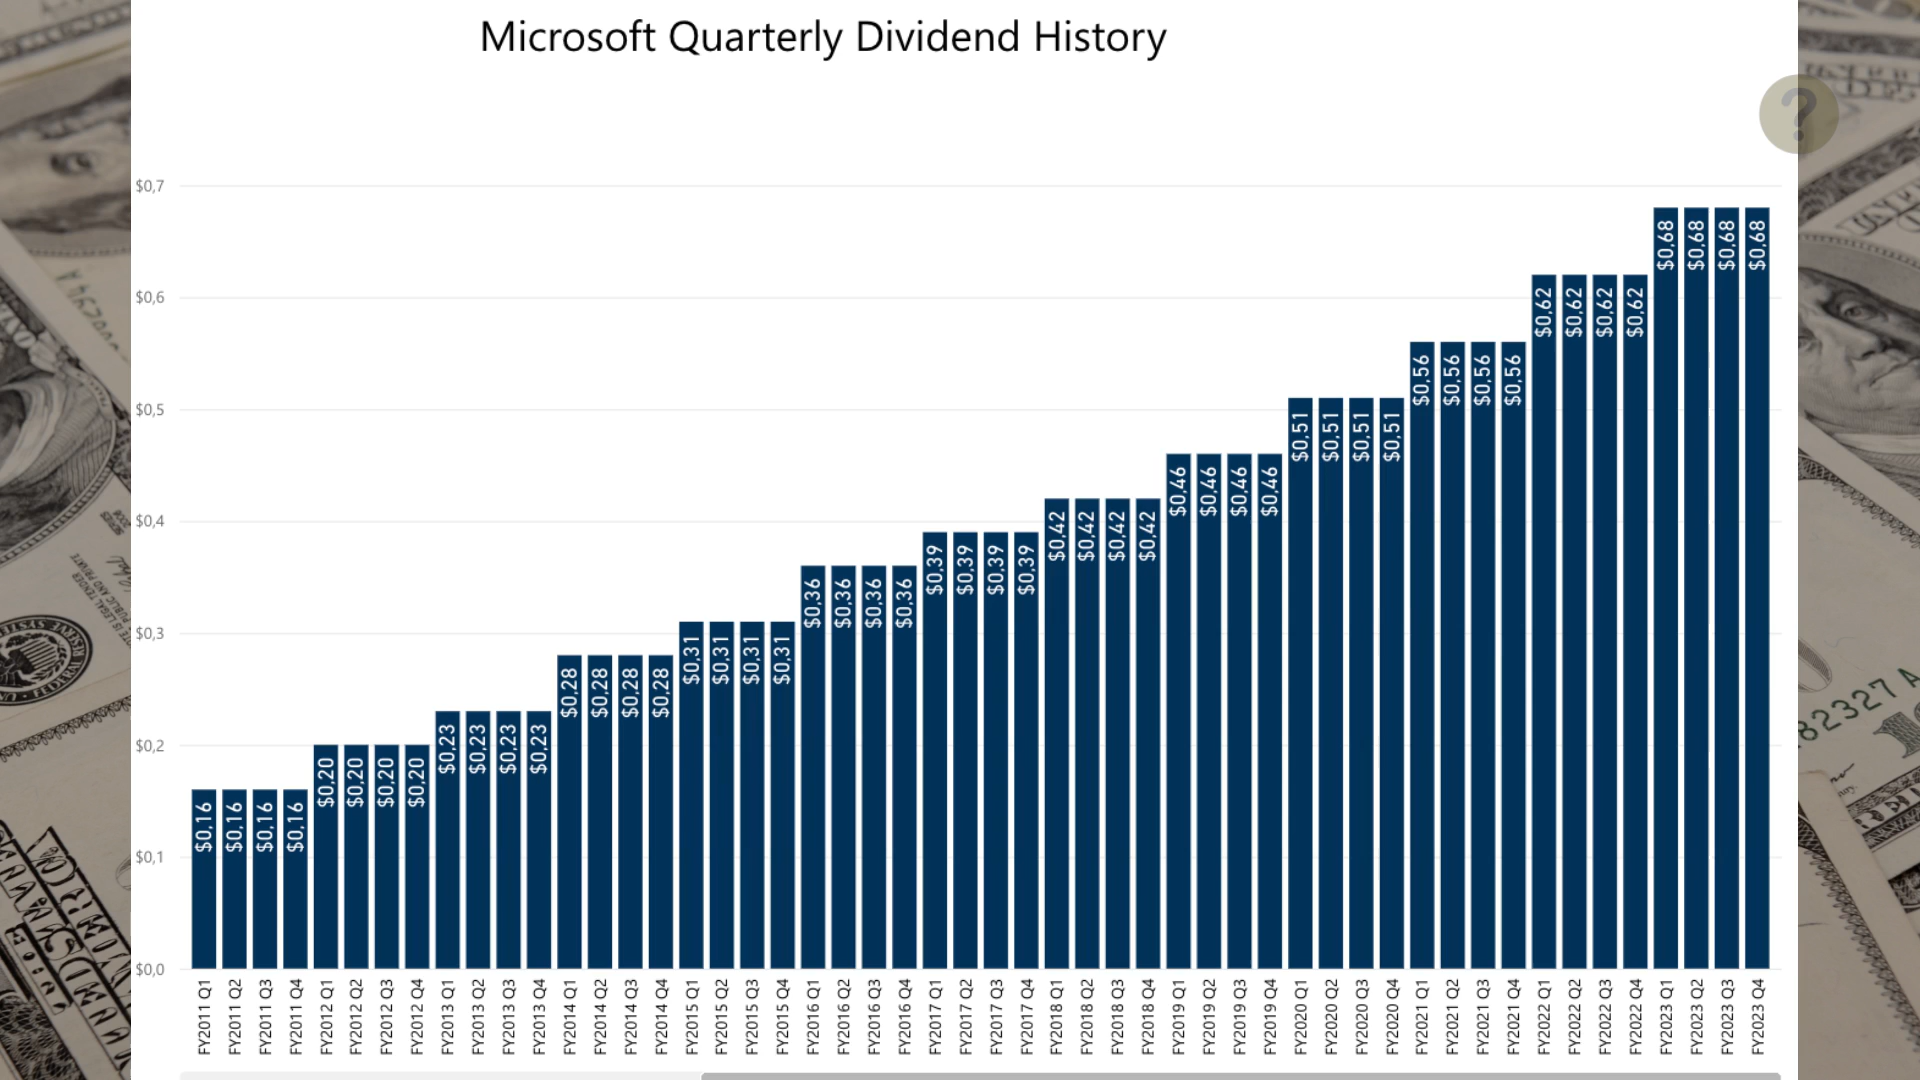 Microsoft Quarterly Dividend History
?
$0,7
$0,6
$0,5
$0,4
$0,3
$0,2
$0,1
$0,0
$0,16 $0,16 $0,16 $0,16 $0,20 $0,20 $0,20 $0,20 $0,23 $0,23 $0,23 $0,23 $0,28 $0,28 $0,28 $0,28 $0,31 $0,31 $0,31 $0,31 $0,36 $0,36 $0,36 $0,36 $0,39 $0,39 $0,39 $0,39 $0,42 $0,42 $0,42 $0,42 $0,46 $0,46 $0,46 $0,46 $0,51 $0,51 $0,51 $0,51 $0,56 $0,56 $0,56 $0,56 $0,62 $0,62 $0,62 $0,62 $0,68 $0,68 $0,68 $0,68
FY2011 Q1 FY2011 Q2 FY2011 Q3 FY2011 Q4 FY2012 Q1 FY2012 Q2 FY2012 Q3 FY2012 Q4 FY2013 Q1 FY2013 Q2 FY2013 Q3 FY2013 Q4 FY2014 Q1 FY2014 Q2 FY2014 Q3 FY2014 Q4 FY2015 Q1 FY2015 Q2 FY2015 Q3 FY2015 Q4 FY2016 Q1 FY2016 Q2 FY2016 Q3 FY2016 Q4 FY2017 Q1 FY2017 Q2 FY2017 Q3 FY2017 Q4 FY2018 Q1 FY2018 Q2 FY2018 Q3 FY2018 Q4 FY2019 Q1 FY2019 Q2 FY2019 Q3 FY2019 Q4 FY2020 Q1 FY2020 Q2 FY2020 Q3 FY2020 Q4 FY2021 Q1 FY2021 Q2 FY2021 Q3 FY2021 Q4 FY2022 Q1 FY2022 Q2 FY2022 Q3 FY2022 Q4 FY2023 Q1 FY2023 Q2 FY2023 Q3 FY2023 Q4
82327 A